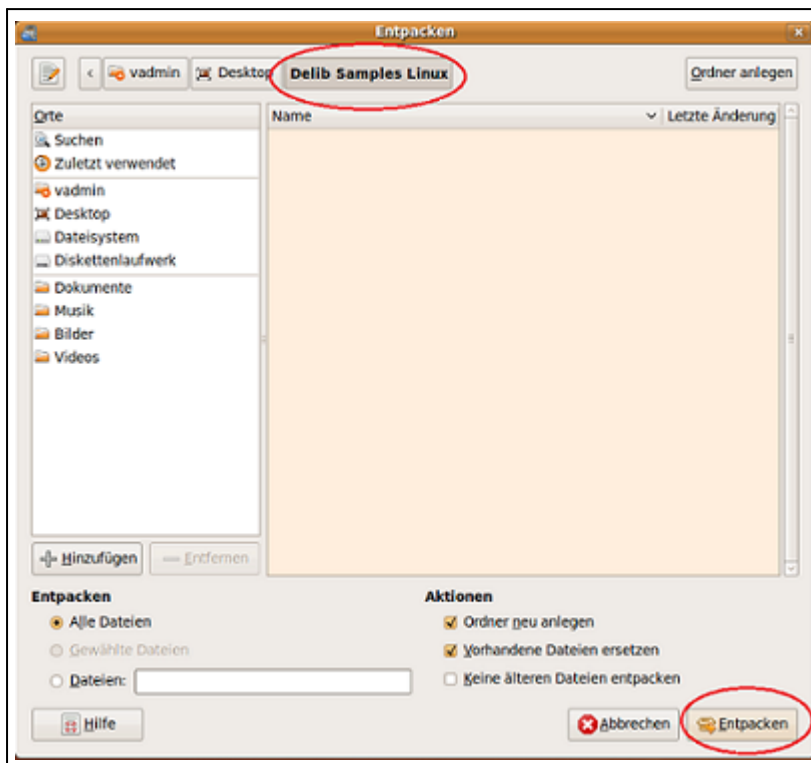 Entpacken
vadmin Desktop Delib Samples Linux Ordner anlegen
Orte
Suchen
Zuletzt verwendet
vadmin
Desktop
Dateisystem
Diskettenlaufwerk
Dokumente
Musik
Bilder
Videos
Name Letzte Änderung
Hinzufügen Entfernen
Entpacken
Alle Dateien
Gewählte Dateien
Dateien:
Aktionen
Ordner neu anlegen
Vorhandene Dateien ersetzen
Keine älteren Dateien entpacken
Hilfe Abbrechen Entpacken